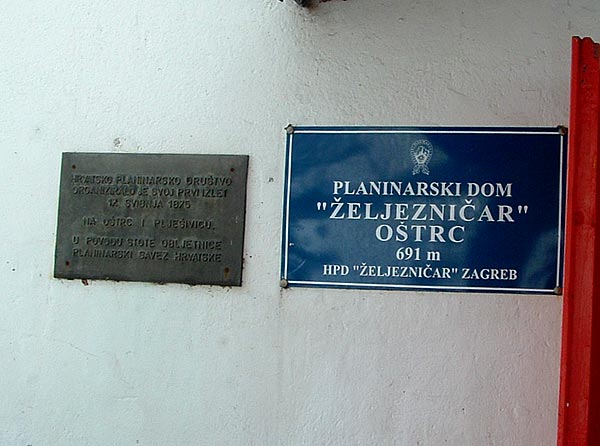 HRVATSKO PLANINARSKO DRUŠTVO
ORGANIZIRALO JE SVOJ PRVI IZLET
12. SVIBNJA 1875
NA OŠTRC I PLJEŠIVICU.
U POVODU STOTE OBLJETNICE
PLANINARSKI SAVEZ HRVATSKE
PLANINARSKI DOM
"ŽELJEZNIČAR"
OŠTRC
691 m
HPD "ŽELJEZNIČAR" ZAGREB